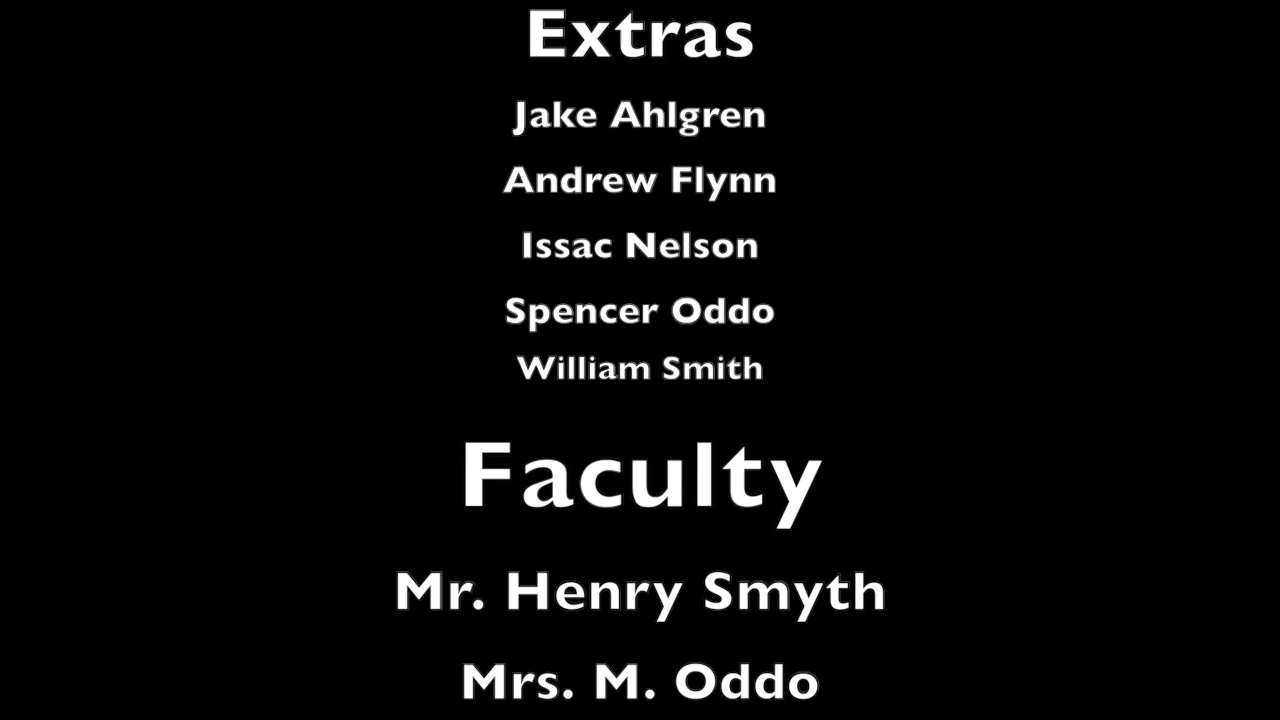 Extras
Jake Ahlgren
Andrew Flynn
Issac Nelson
Spencer Oddo
William Smith
Faculty
Mr. Henry Smyth
Mrs. M. Oddo